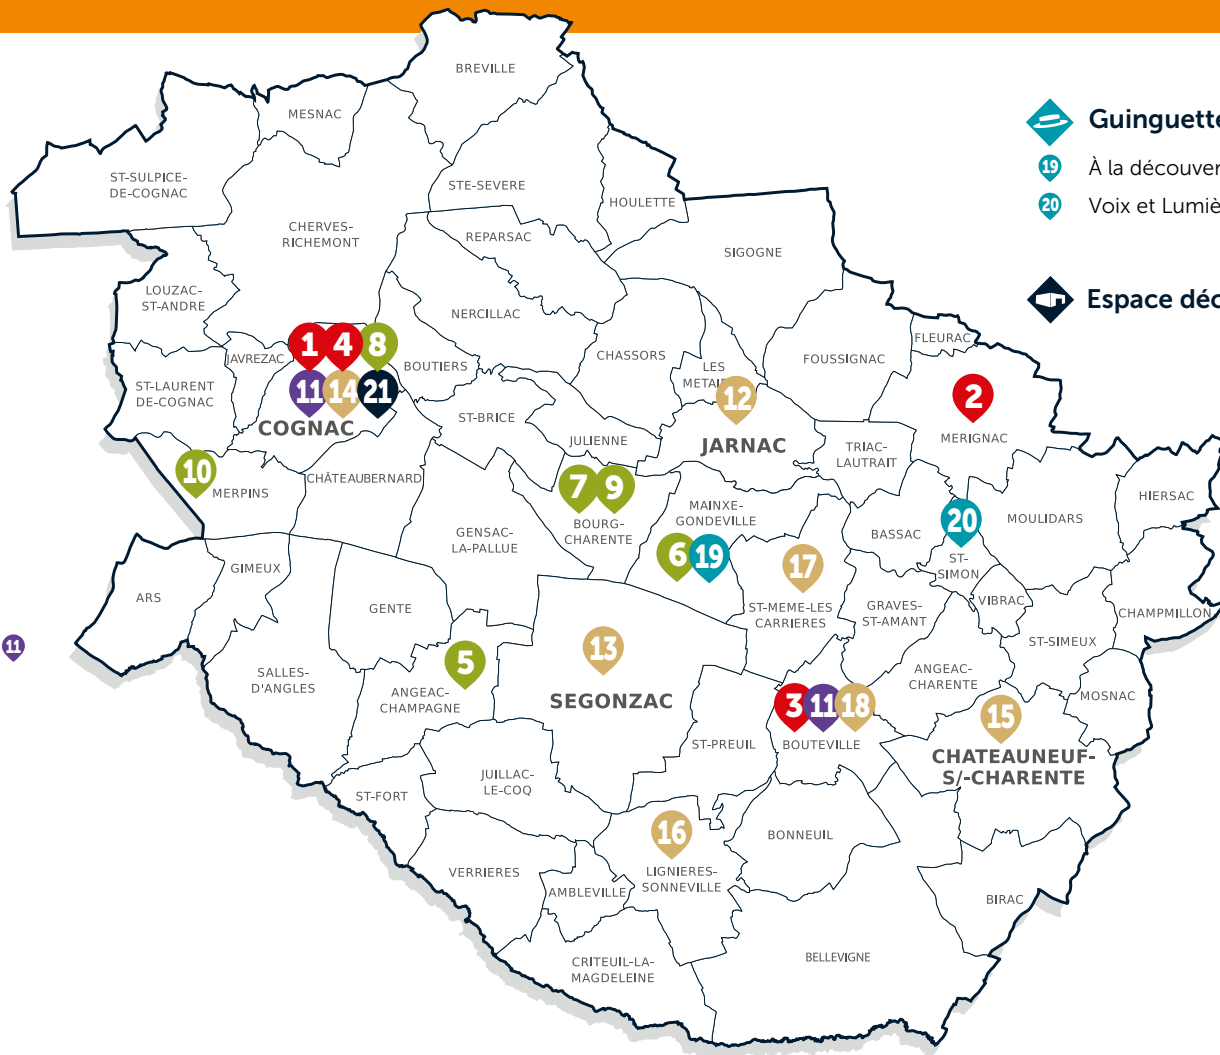 BREVILLE
MESNAC
Guinguette
ST-SULPICE-
DE-COGNAC
19 À la découver
STE-SEVERE
HOULETTE
20 Voix et Lumiè
CHERVES-
RICHEMONT
REPARSAC
SIGOGNE
LOUZAC-
ST-ANDRE
Espace déc
NERCILLAC
FLEURAC
1 4 8
JAVREZAC
BOUTIERS
CHASSORS
LES
FOUSSIGNAC
ST-LAURENT
DE-COGNAC
11 14 21
12
2
COGNAC
ST-BRICE
JULIENNE
JARNAC
MERIGNAC
TRIAC-
LAUTRAIT
10
MERPINS
CHÂTEAUBERNARD
7 9
BOURG-
CHARENTE
MAINXE-
GONDEVILLE
20
MOULIDARS
HIERSAC
GENSAC-
LA-PALLUE
BASSAC
6 19
17
ST-
SIMON
GIMEUX
ARS
GENTE
ST-MEME-LES
CARRIERES
GRAVES-
ST-AMANT
VIBRAC
CHAMPMILLON
11
13
ST-SIMEUX
5
SALLES-
D'ANGLES
ANGEAC-
CHAMPAGNE
SEGONZAC
ANGEAC-
CHARENTE
MOSNAC
3 11 18
15
ST-PREUIL
BOUTEVILLE
CHATEAUNEUF-
S/-CHARENTE
JUILLAC-
LE-COQ
ST-FORT
16
BONNEUIL
VERRIERES
LIGNIERES-
SONNEVILLE
AMBLEVILLE
BIRAC
CRITEUIL-LA-
MAGDELEINE
BELLEVIGNE